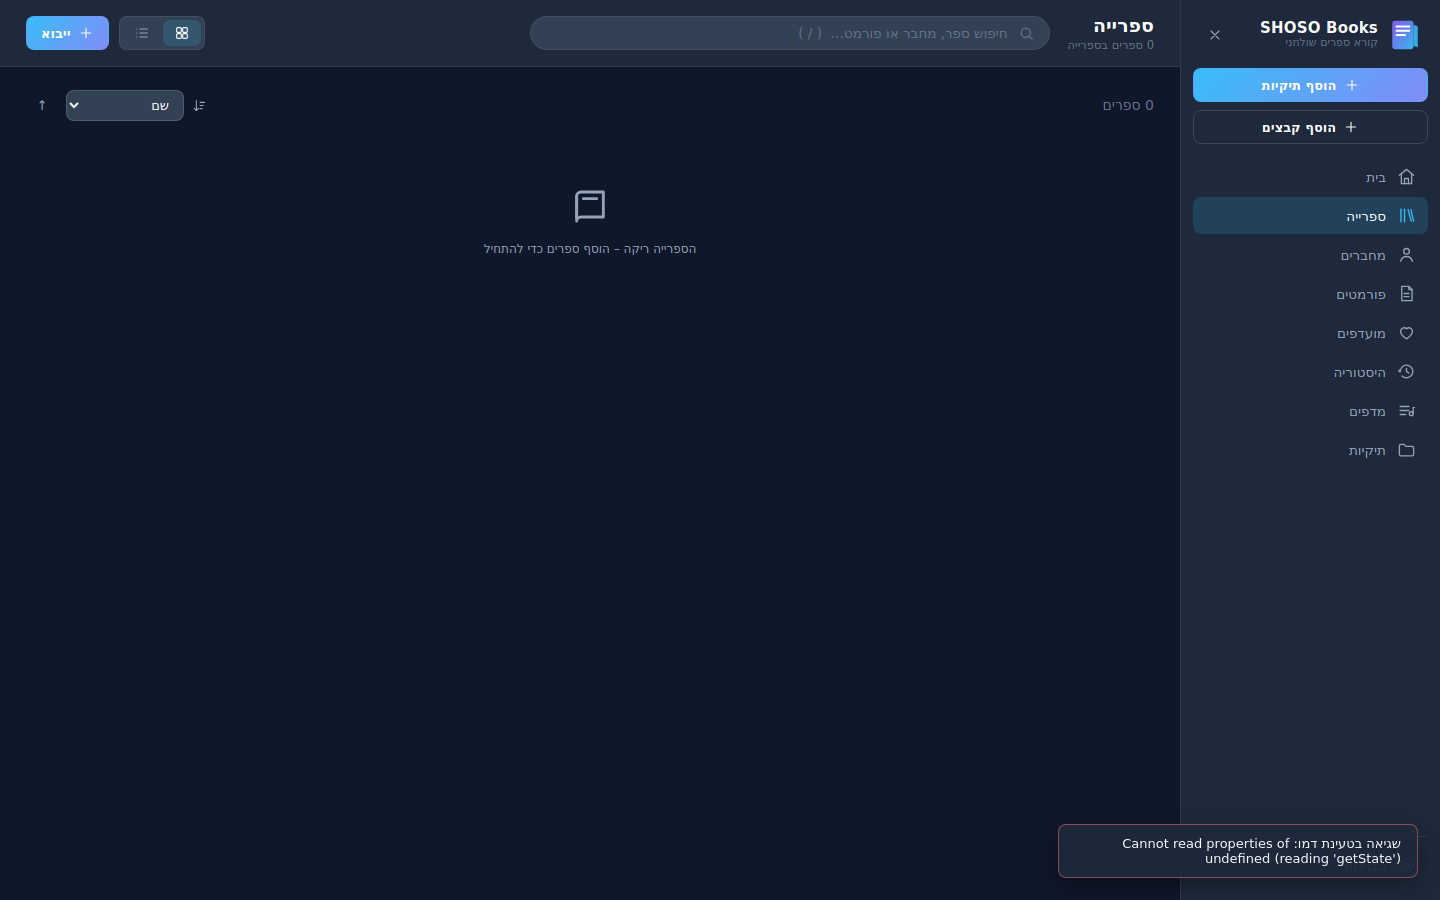 SHOSO Books
קורא ספרים שולחני
הוסף תיקיות
הוסף קבצים
בית
ספרייה
מחברים
פורמטים
מועדפים
היסטוריה
מדפים
תיקיות
ספרייה
0 ספרים בספרייה
חיפוש ספר, מחבר או פורמט... ( / )
ייבוא
0 ספרים
שם
הספרייה ריקה – הוסף ספרים כדי להתחיל
שגיאה בטעינת דמו: Cannot read properties of
undefined (reading 'getState')